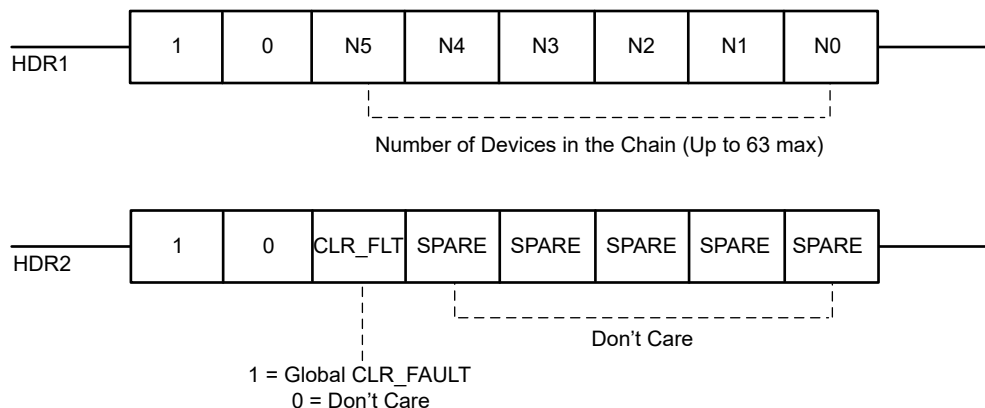 HDR1 1 0 N5 N4 N3 N2 N1 N0
Number of Devices in the Chain (Up to 63 max)
HDR2 1 0 CLR_FLT SPARE SPARE SPARE SPARE SPARE
Don't Care
1 = Global CLR_FAULT
0 = Don't Care